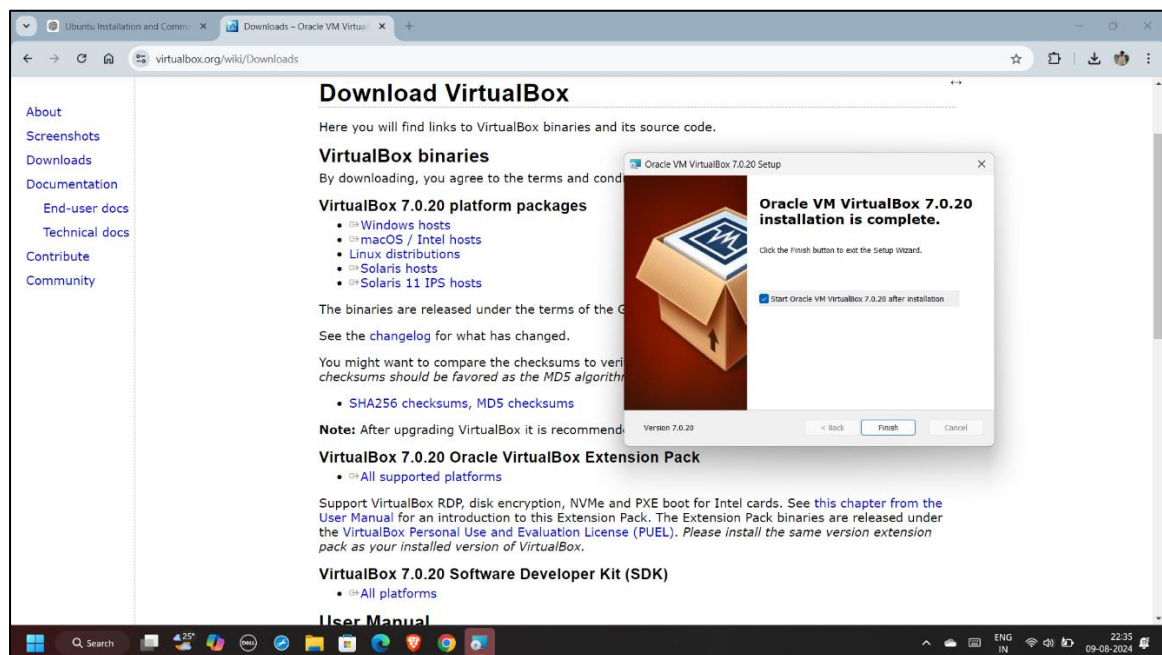 Ubuntu Installation and Comm
Downloads – Oracle VM Virtual
virtualbox.org/wiki/Downloads
About
Screenshots
Downloads
Documentation
End-user docs
Technical docs
Contribute
Community
Download VirtualBox
Here you will find links to VirtualBox binaries and its source code.
VirtualBox binaries
By downloading, you agree to the terms and cond
VirtualBox 7.0.20 platform packages
Windows hosts
macOS / Intel hosts
Linux distributions
Solaris hosts
Solaris 11 IPS hosts
The binaries are released under the terms of the G
See the changelog for what has changed.
You might want to compare the checksums to veri
checksums should be favored as the MD5 algorithm
SHA256 checksums, MD5 checksums
Note: After upgrading VirtualBox it is recommend
VirtualBox 7.0.20 Oracle VirtualBox Extension Pack
All supported platforms
Support VirtualBox RDP, disk encryption, NVMe and PXE boot for Intel cards. See this chapter from the
User Manual for an introduction to this Extension Pack. The Extension Pack binaries are released under
the VirtualBox Personal Use and Evaluation License (PUEL). Please install the same version extension
pack as your installed version of VirtualBox.
VirtualBox 7.0.20 Software Developer Kit (SDK)
All platforms
User Manual
Oracle VM VirtualBox 7.0.20 Setup
Oracle VM VirtualBox 7.0.20
installation is complete.
Click the Finish button to exit the Setup Wizard.
Start Oracle VM VirtualBox 7.0.20 after installation
Version 7.0.20
< Back
Finish
Cancel
Search
25°
DELL
ENG
IN
22:35
09-08-2024